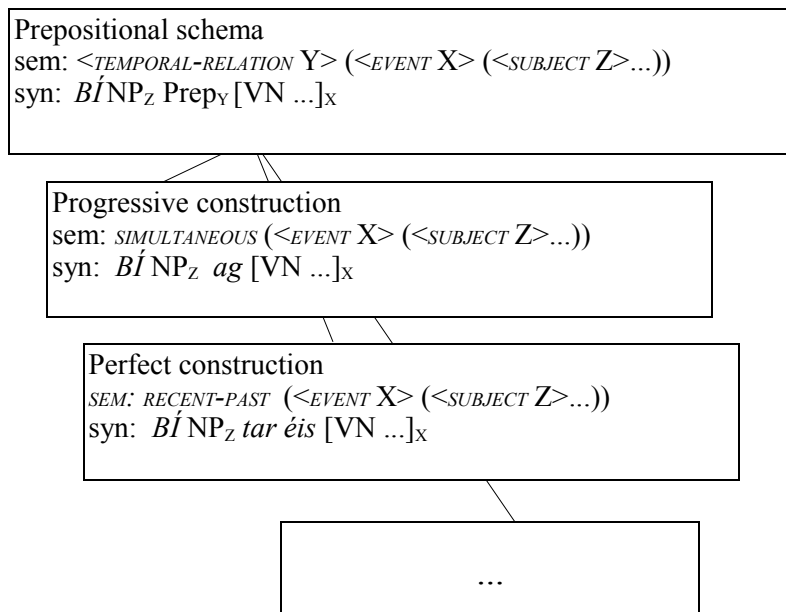 Prepositional schema
sem: <TEMPORAL-RELATION Y> (<EVENT X> (<SUBJECT Z>...))
syn: BÍ NPZ PrepY [VN ...]X
Progressive construction
sem: SIMULTANEOUS (<EVENT X> (<SUBJECT Z>...))
syn: BÍ NPZ ag [VN ...]X
Perfect construction
SEM: RECENT-PAST (<EVENT X> (<SUBJECT Z>...))
syn: BÍ NPZ tar éis [VN ...]X
...